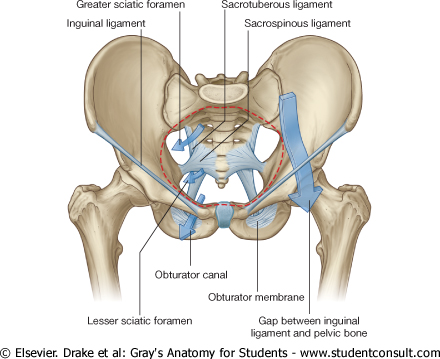 Greater sciatic foramen
Sacrotuberous ligament
Inguinal ligament
Sacrospinous ligament
Obturator canal
Obturator membrane
Lesser sciatic foramen
Gap between inguinal
ligament and pelvic bone
© Elsevier. Drake et al: Gray's Anatomy for Students - www.studentconsult.com